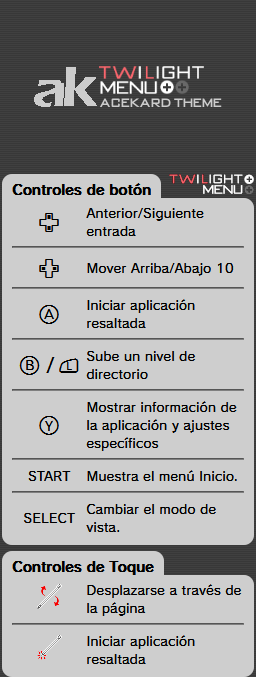 ak TWiLIGHT
MENU++
ACEKARD THEME
TWiLIGHT
MENU++
Controles de botón
Anterior/Siguiente
entrada
Mover Arriba/Abajo 10
A Iniciar aplicación
resaltada
B / L Sube un nivel de
directorio
Y Mostrar información de
la aplicación y ajustes
específicos
START Muestra el menú Inicio.
SELECT Cambiar el modo de
vista.
Controles de Toque
Desplazarse a través de
la página
Iniciar aplicación
resaltada